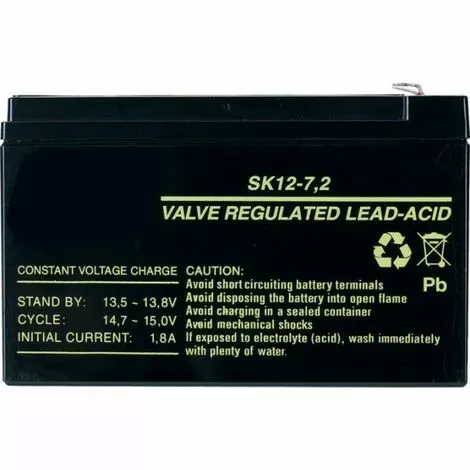 SK12-7,2
VALVE REGULATED LEAD-ACID
CONSTANT VOLTAGE CHARGE
STAND BY: 13,5 ~ 13,8V
CYCLE: 14,7 ~ 15,0V
INITIAL CURRENT: 1,8A
CAUTION:
Avoid short circuiting battery terminals
Avoid disposing the battery into open flame
Avoid charging in a sealed container
Avoid mechanical shocks
If exposed to electrolyte (acid), wash immediately
with plenty of water.
Pb